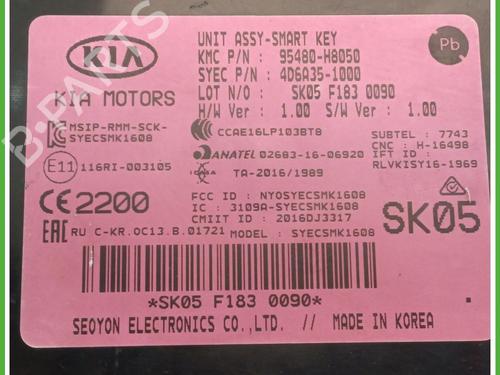 KIA
KIA MOTORS
UNIT ASSY-SMART KEY
KMC P/N : 95480-H8050
SYEC P/N : 4D6A35-1000
LOT N/O : SK05 F183 0090
H/W Ver : 1.00 S/W Ver : 1.00
Pb
MSIP-RMM-SCK-
SYECSMK1608
E11 116RI-003105
CE 2200
EAC RU C-KR.OC13.B.01721
CCAE16LP103BT8
ANATEL 02683-16-06920
ICASA TA-2016/1989
SUBTEL : 7743
CNC : H-16498
IFT ID :
RLVKISY16-1969
FCC ID : NYOSYECSMK1608
IC : 3109A-SYECSMK1608
CMIIT ID : 2016DJ3317
MODEL : SYECSMK1608
SK05
*SK05 F183 0090*
SEOYON ELECTRONICS CO.,LTD. // MADE IN KOREA
B-PARTS